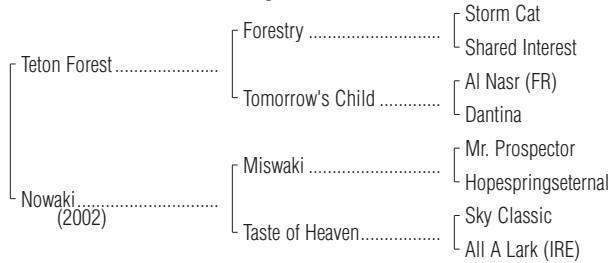 Storm Cat
Forestry ........................................
Shared Interest
Teton Forest........................
Al Nasr (FR)
Tomorrow's Child ..............
Dantina
Mr. Prospector
Miswaki ..............................
Hopespringseternal
Nowaki................................
(2002)
Sky Classic
Taste of Heaven..................
All A Lark (IRE)